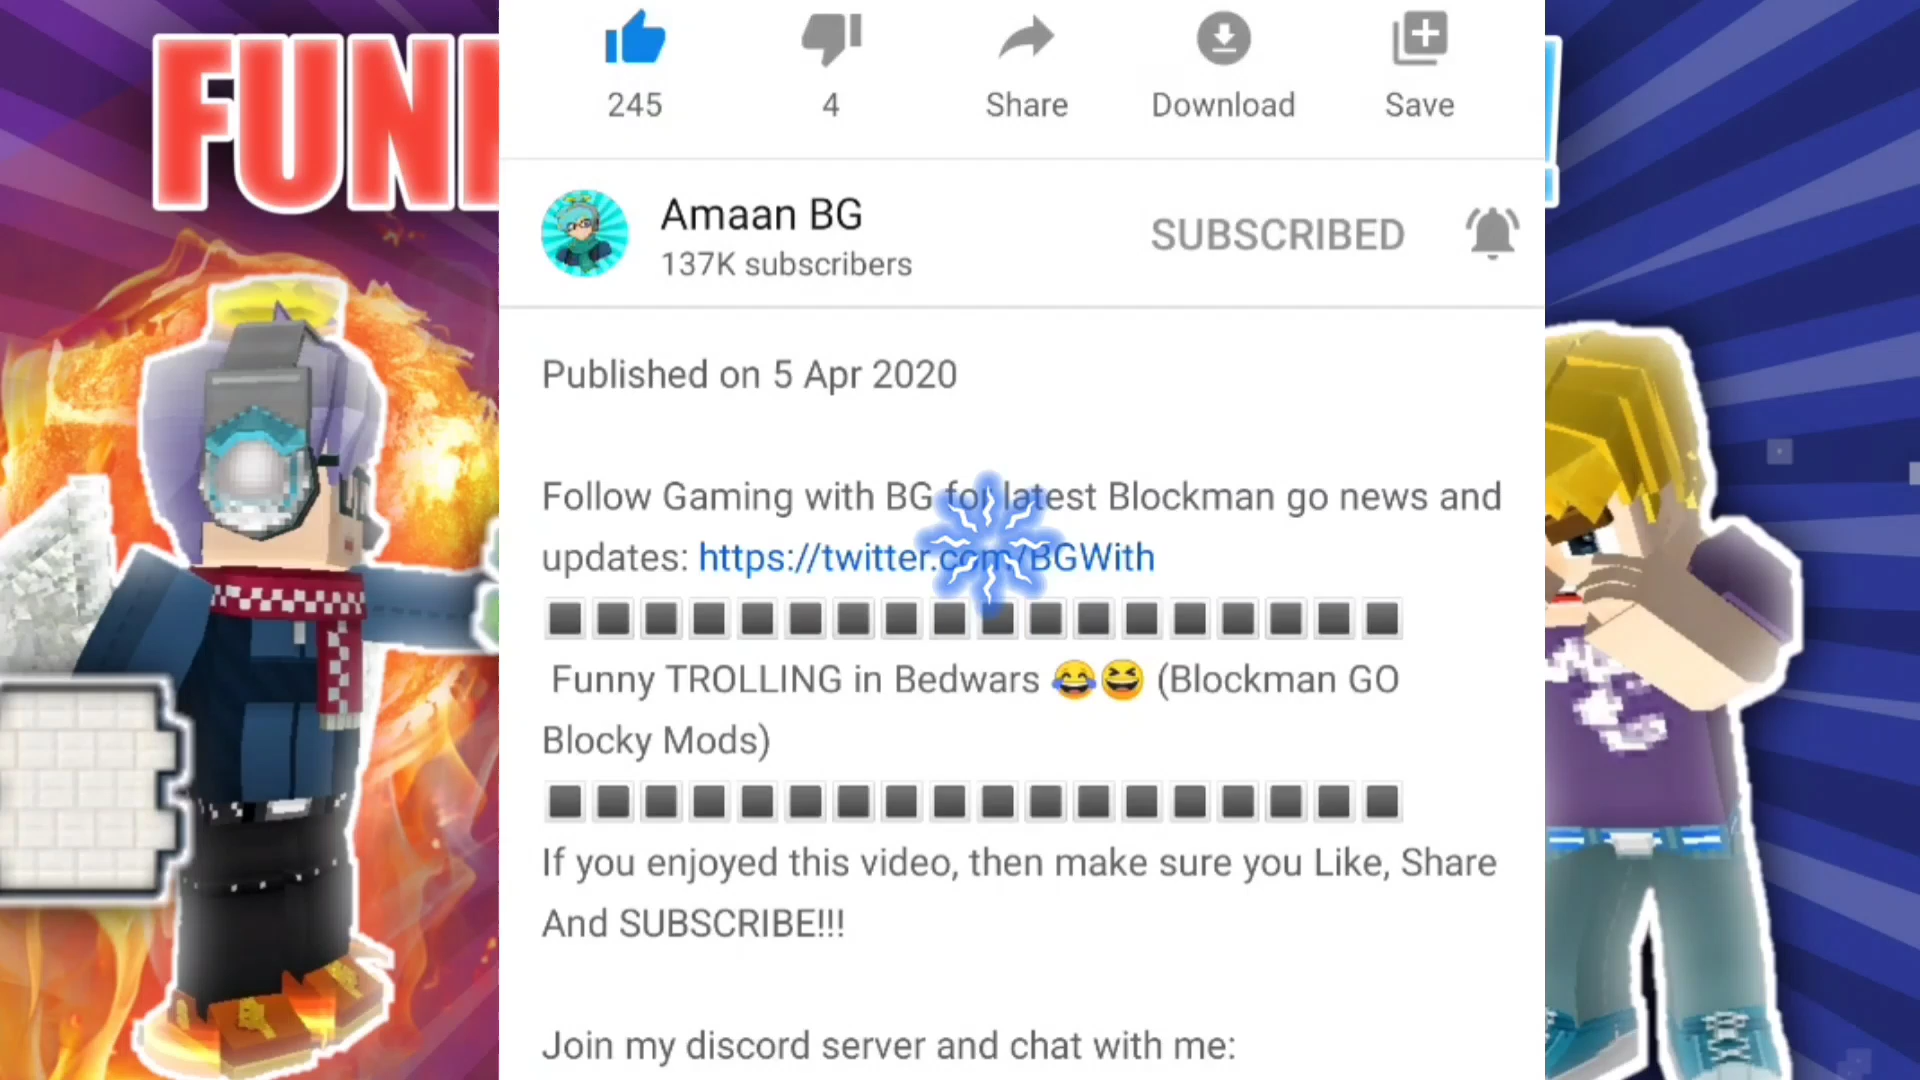 FUN
!
245
4
Share
Download
Save
Amaan BG
137K subscribers
SUBSCRIBED
Published on 5 Apr 2020
Follow Gaming with BG for latest Blockman go news and
updates: https://twitter.com/BGWith
◾◾◾◾◾◾◾◾◾◾◾◾◾◾◾◾◾◾
Funny TROLLING in Bedwars 😂😆 (Blockman GO
Blocky Mods)
◾◾◾◾◾◾◾◾◾◾◾◾◾◾◾◾◾◾
If you enjoyed this video, then make sure you Like, Share
And SUBSCRIBE!!!
Join my discord server and chat with me: